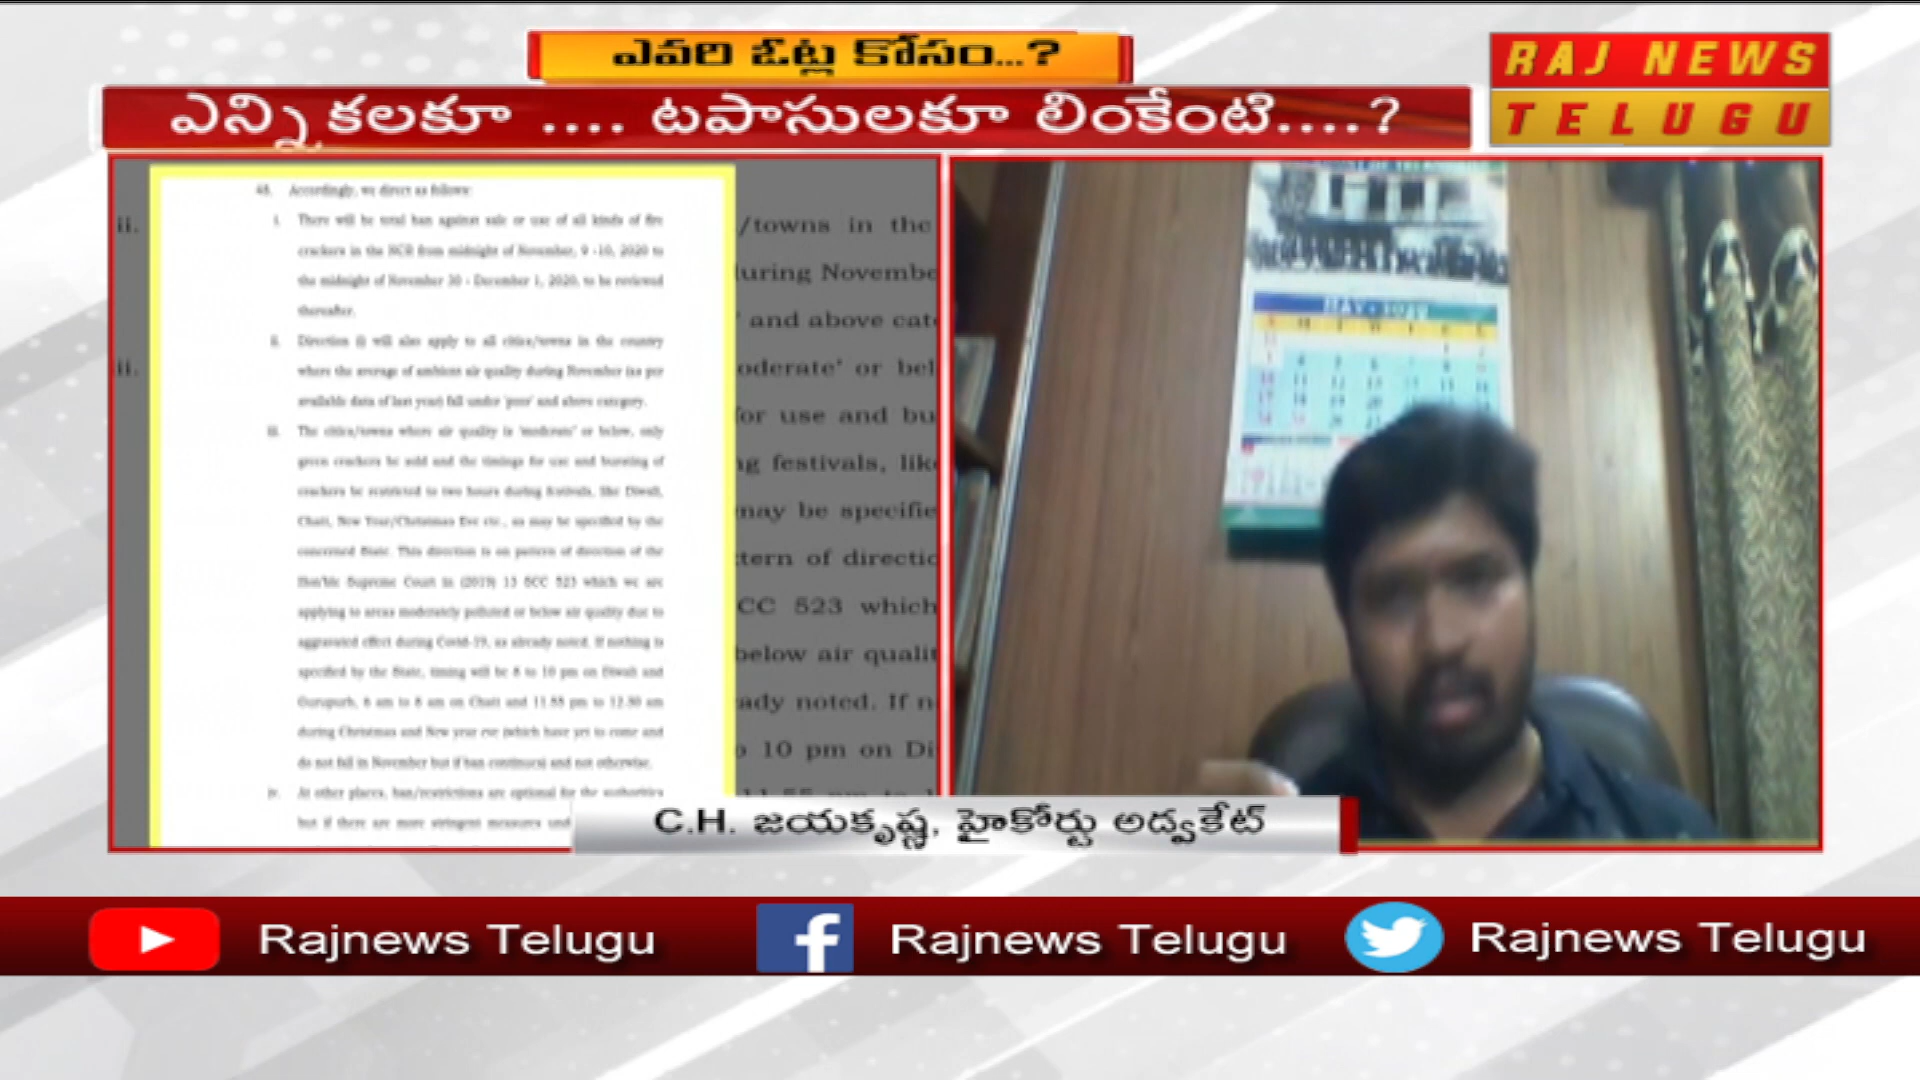 ఎవరి ఓట్ల కోసం...?
ఎన్నికలకూ .... టపాసులకూ లింకేంటి....?
RAJ NEWS
TELUGU
48. Accordingly, we direct as follows:
i. There will be total ban against sale or use of all kinds of fire
crackers in the NCR from midnight of November, 9 -10, 2020 to
the midnight of November 30 - December 1, 2020, to be reviewed
thereafter.
ii. Direction (i) will also apply to all cities/towns in the country
where the average of ambient air quality during November (as per
available data of last year) fall under 'poor' and above category.
iii. The cities/towns where air quality is 'moderate' or below, only
green crackers be sold and the timings for use and bursting of
crackers be restricted to two hours during festivals, like Diwali,
Chatt, New Year/Christmas Eve etc., as may be specified by the
concerned State. This direction is on pattern of direction of the
Hon'ble Supreme Court in (2019) 13 SCC 523 which we are
applying to areas moderately polluted or below air quality due to
aggravated effect during Covid-19, as already noted. If nothing is
specified by the State, timing will be 8 to 10 pm on Diwali and
Gurupurb, 6 am to 8 am on Chatt and 11.55 pm to 12.30 am
during Christmas and New year eve (which have yet to come and
do not fall in November but if ban continues) and not otherwise.
iv. At other places, ban/restrictions are optional for the authorities
but if there are more stringent measures
ii.
/towns in the
during Novembe
and above cat
ii.
oderate' or bel
for use and bu
ng festivals, lik
may be specifie
ttern of directio
CC 523 which
below air qualit
ady noted. If n
10 pm on Di
C.H. జయకృష్ణ, హైకోర్టు అడ్వకేట్
Rajnews Telugu
Rajnews Telugu
Rajnews Telugu